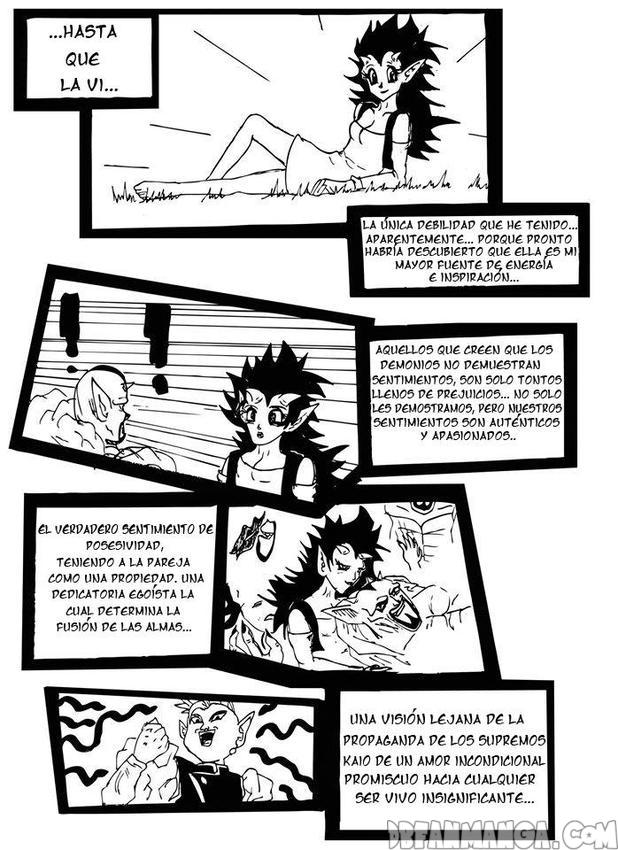 ...HASTA
QUE
LA VI...
LA ÚNICA DEBILIDAD QUE HE TENIDO...
APARENTEMENTE... PORQUE PRONTO
HABRÍA DESCUBIERTO QUE ELLA ES MI
MAYOR FUENTE DE ENERGÍA
E INSPIRACIÓN...
AQUELLOS QUE CREEN QUE LOS
DEMONIOS NO DEMUESTRAN
SENTIMIENTOS, SON SOLO TONTOS
LLENOS DE PREJUICIOS... NO SOLO
LES DEMOSTRAMOS, PERO NUESTROS
SENTIMIENTOS SON AUTÉNTICOS
Y APASIONADOS..
EL VERDADERO SENTIMIENTO DE
POSESIVIDAD,
TENIENDO A LA PAREJA
COMO UNA PROPIEDAD. UNA
DEDICATORIA EGOÍSTA LA
CUAL DETERMINA LA
FUSIÓN DE LAS ALMAS...
UNA VISIÓN LEJANA DE LA
PROPAGANDA DE LOS SUPREMOS
KAIO DE UN AMOR INCONDICIONAL
PROMISCUO HACIA CUALQUIER
SER VIVO INSIGNIFICANTE...
DBFANMANGA.COM